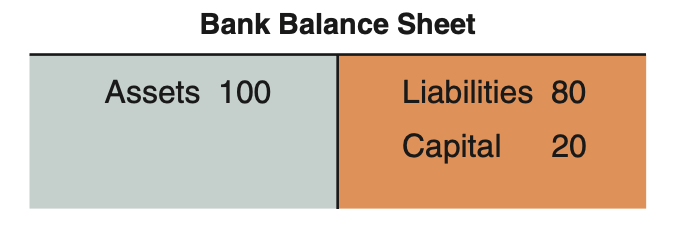 Bank Balance Sheet
Assets 100
Liabilities 80
Capital 20